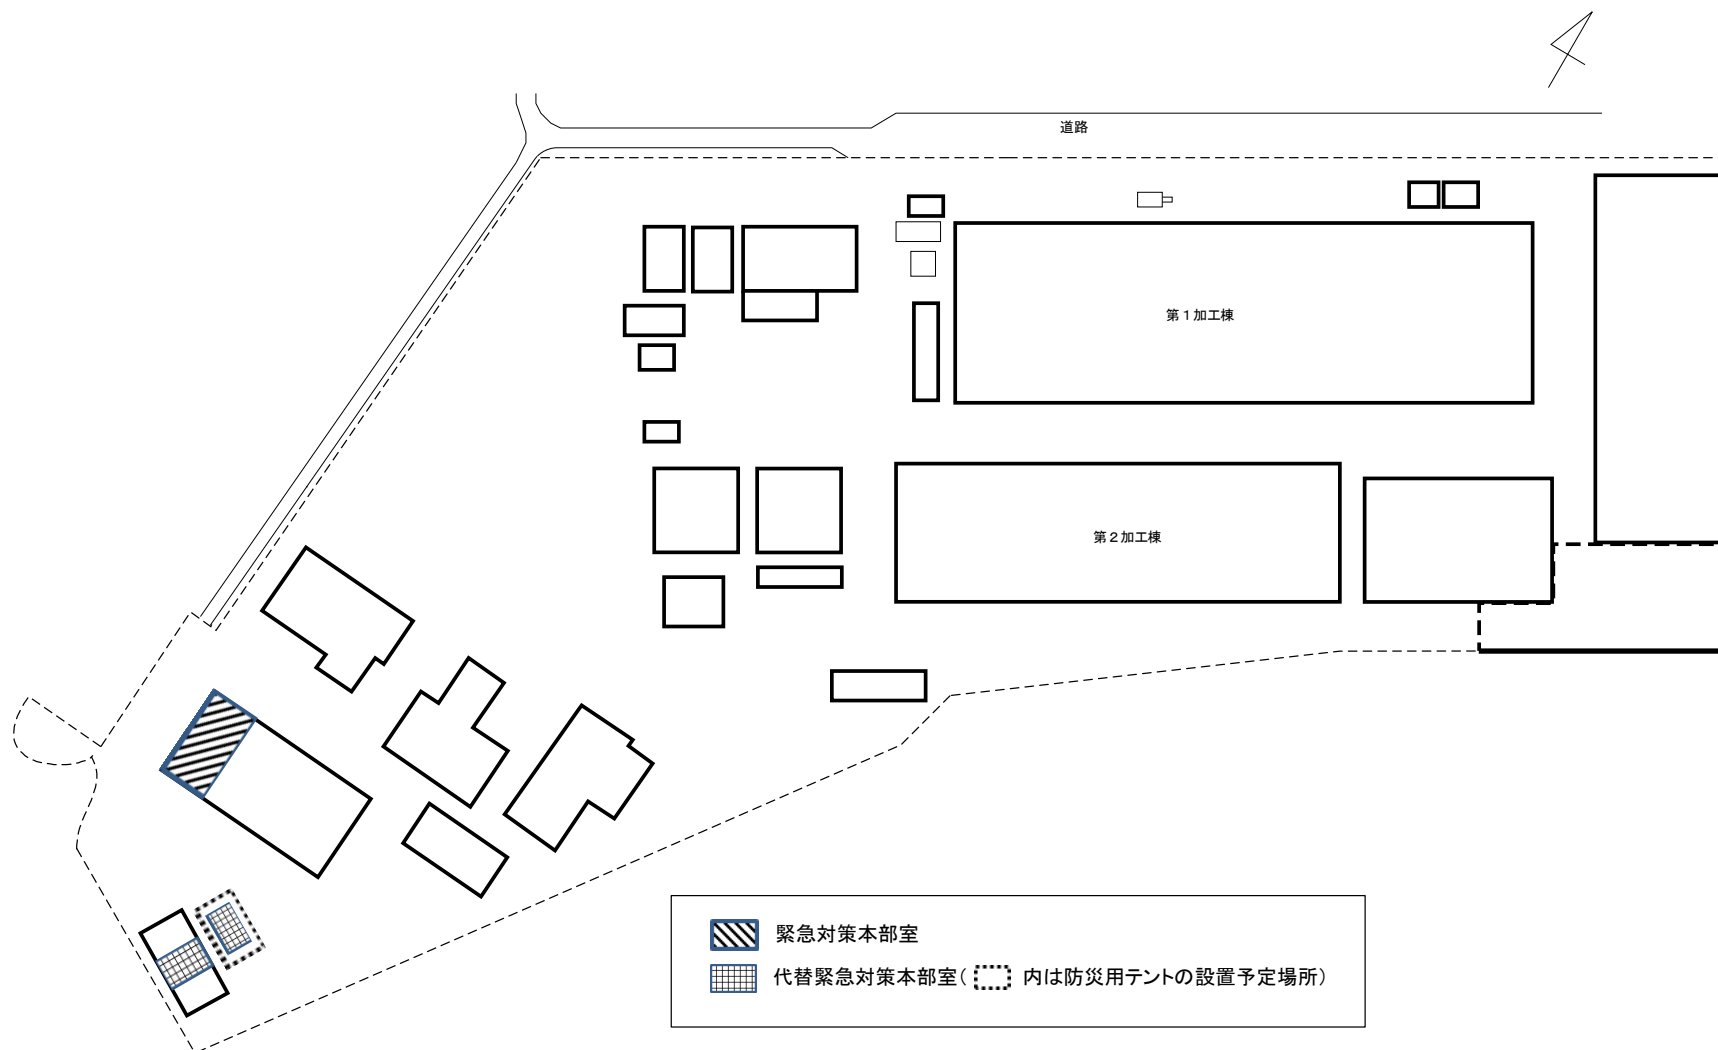 道路
第1加工棟
第2加工棟
緊急対策本部室
代替緊急対策本部室( 内は防災用テントの設置予定場所)